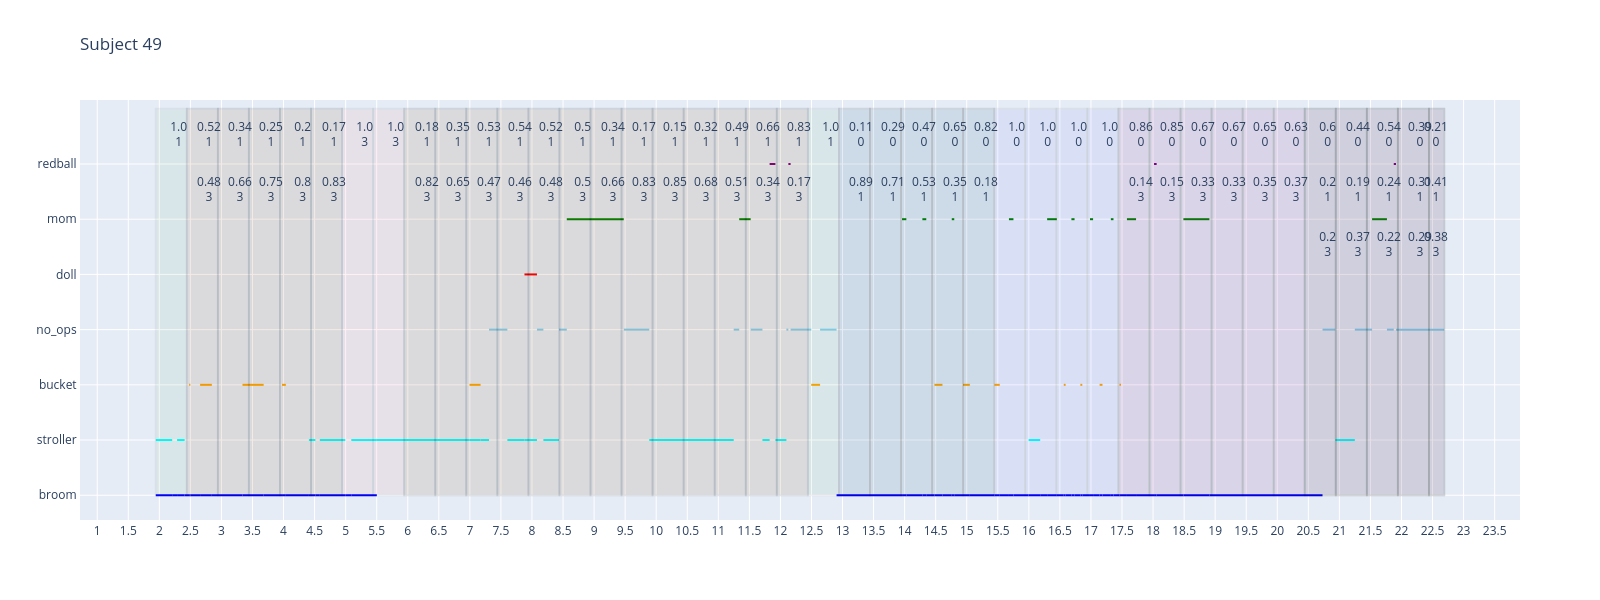 Subject 49
1.0 0.52 0.34 0.25 0.2 0.17 1.0 1.0 0.18 0.35 0.53 0.54 0.52 0.5 0.34 0.17 0.15 0.32 0.49 0.66 0.83 1.0 0.11 0.29 0.47 0.65 0.82 1.0 1.0 1.0 1.0 0.86 0.85 0.67 0.67 0.65 0.63 0.6 0.44 0.54 0.39 0.21
1 1 1 1 1 1 3 3 1 1 1 1 1 1 1 1 1 1 1 1 1 1 0 0 0 0 0 0 0 0 0 0 0 0 0 0 0 0 0 0 0 0
redball
0.48 0.66 0.75 0.8 0.83 0.82 0.65 0.47 0.46 0.48 0.5 0.66 0.83 0.85 0.68 0.51 0.34 0.17 0.89 0.71 0.53 0.35 0.18 0.14 0.15 0.33 0.33 0.35 0.37 0.2 0.19 0.24 0.31 0.41
3 3 3 3 3 3 3 3 3 3 3 3 3 3 3 3 3 3 1 1 1 1 1 3 3 3 3 3 3 1 1 1 1 1
mom
0.2 0.37 0.22 0.29 0.38
3 3 3 3 3
doll
no_ops
bucket
stroller
broom
1 1.5 2 2.5 3 3.5 4 4.5 5 5.5 6 6.5 7 7.5 8 8.5 9 9.5 10 10.5 11 11.5 12 12.5 13 13.5 14 14.5 15 15.5 16 16.5 17 17.5 18 18.5 19 19.5 20 20.5 21 21.5 22 22.5 23 23.5